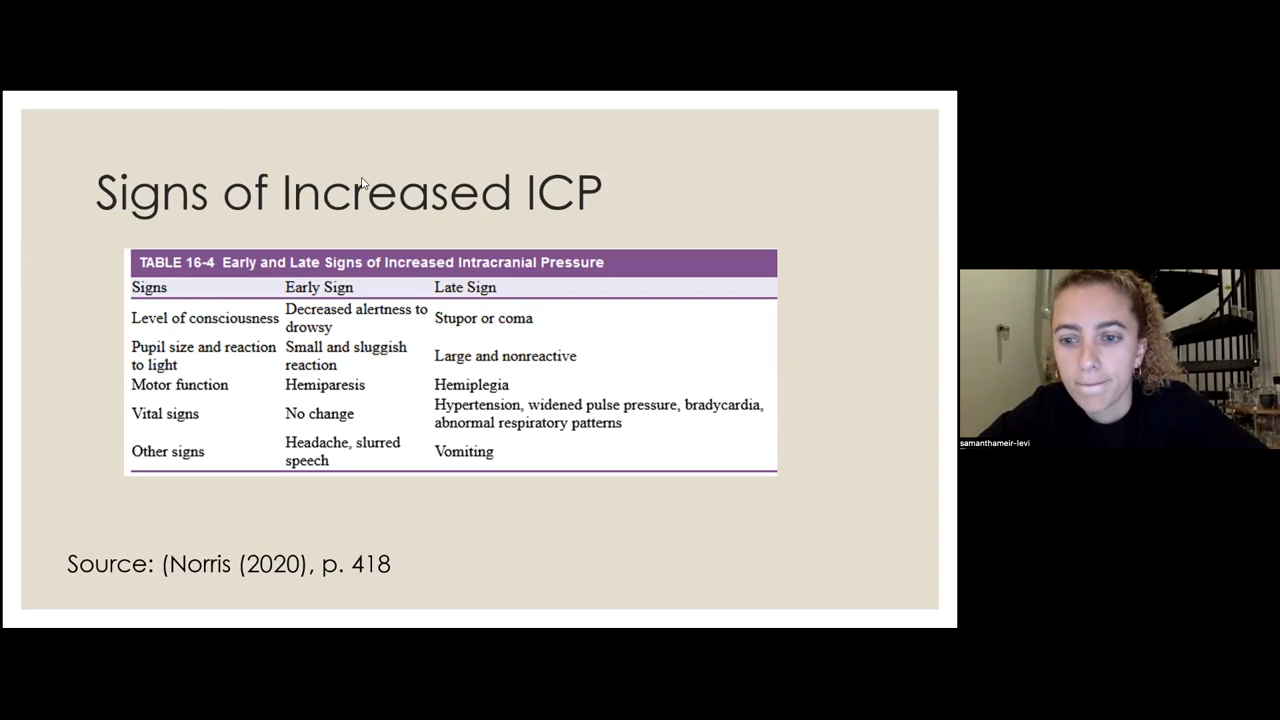 Signs of Increased ICP
TABLE 16-4 Early and Late Signs of Increased Intracranial Pressure
Signs Early Sign Late Sign
Level of consciousness Decreased alertness to drowsy Stupor or coma
Pupil size and reaction to light Small and sluggish reaction Large and nonreactive
Motor function Hemiparesis Hemiplegia
Vital signs No change Hypertension, widened pulse pressure, bradycardia, abnormal respiratory patterns
Other signs Headache, slurred speech Vomiting
Source: (Norris (2020), p. 418
samanthameir-levi